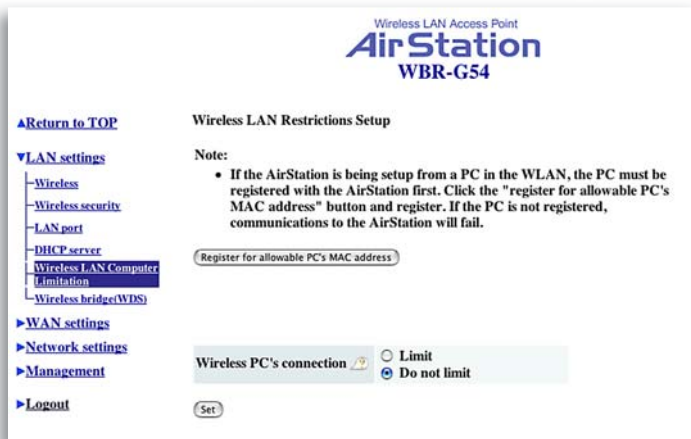 Wireless LAN Access Point
AirStation
WBR-G54
Return to TOP
LAN settings
Wireless
Wireless security
LAN port
DHCP server
Wireless LAN Computer
Limitation
Wireless bridge(WDS)
WAN settings
Network settings
Management
Logout
Wireless LAN Restrictions Setup
Note:
• If the AirStation is being setup from a PC in the WLAN, the PC must be
registered with the AirStation first. Click the "register for allowable PC's
MAC address" button and register. If the PC is not registered,
communications to the AirStation will fail.
Register for allowable PC's MAC address
Wireless PC's connection
Limit
Do not limit
Set